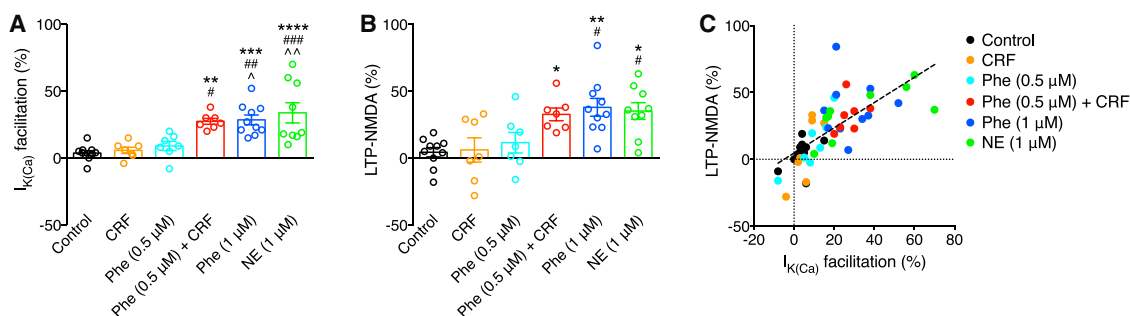 A
I K(Ca) facilitation (%)
100
50
0
-50
**
#
***
##
^
****
###
^^
Control
CRF
Phe (0.5 μM)
Phe (0.5 μM) + CRF
Phe (1 μM)
NE (1 μM)
B
LTP-NMDA (%)
100
50
0
-50
*
**
#
*
#
Control
CRF
Phe (0.5 μM)
Phe (0.5 μM) + CRF
Phe (1 μM)
NE (1 μM)
C
LTP-NMDA (%)
100
50
0
-50
-20 0 20 40 60 80
I K(Ca) facilitation (%)
Control
CRF
Phe (0.5 μM)
Phe (0.5 μM) + CRF
Phe (1 μM)
NE (1 μM)